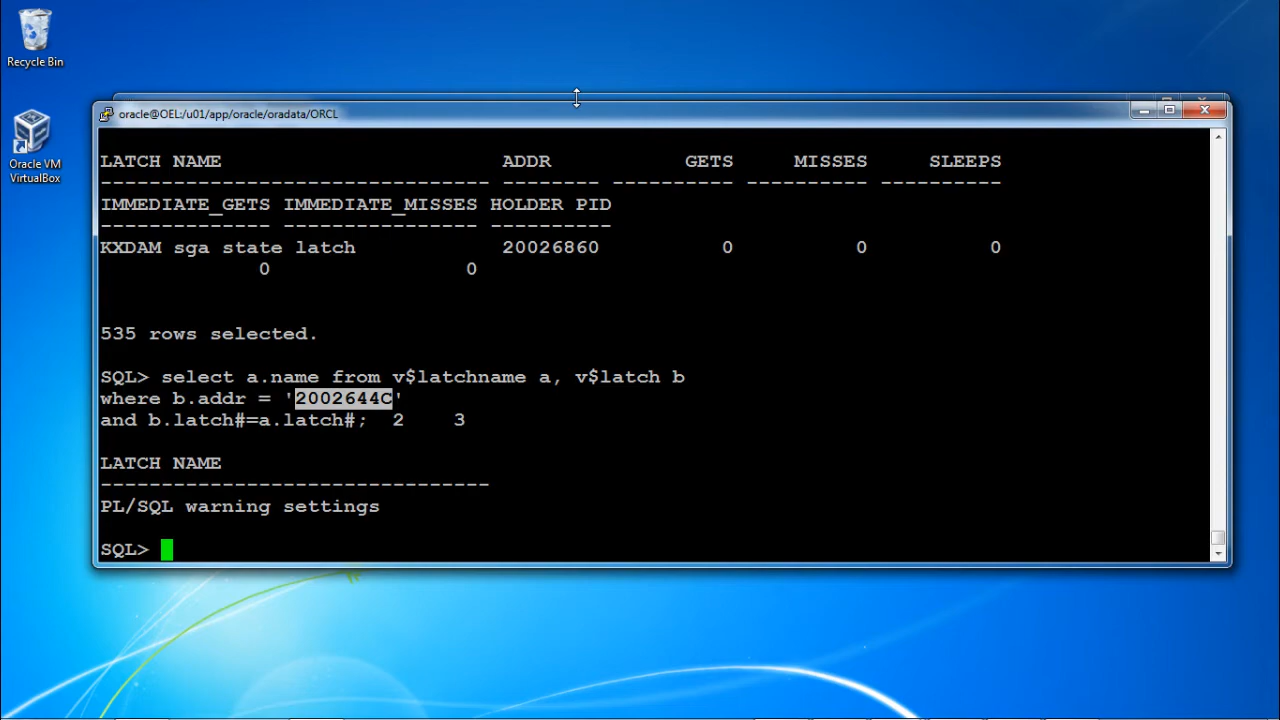 Recycle Bin
Oracle VM
VirtualBox
oracle@OEL:/u01/app/oracle/oradata/ORCL
LATCH NAME ADDR GETS MISSES SLEEPS
-------------------------------- -------- ---------- ---------- ----------
IMMEDIATE_GETS IMMEDIATE_MISSES HOLDER PID
-------------- ---------------- ----------
KXDAM sga state latch 20026860 0 0 0
0 0
535 rows selected.
SQL> select a.name from v$latchname a, v$latch b
where b.addr = '2002644C'
and b.latch#=a.latch#; 2 3
LATCH NAME
--------------------------------
PL/SQL warning settings
SQL>